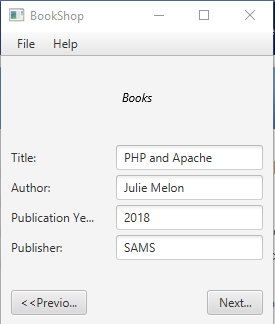 BookShop
File Help
Books
Title: PHP and Apache
Author: Julie Melon
Publication Ye... 2018
Publisher: SAMS
<<Previo... Next...